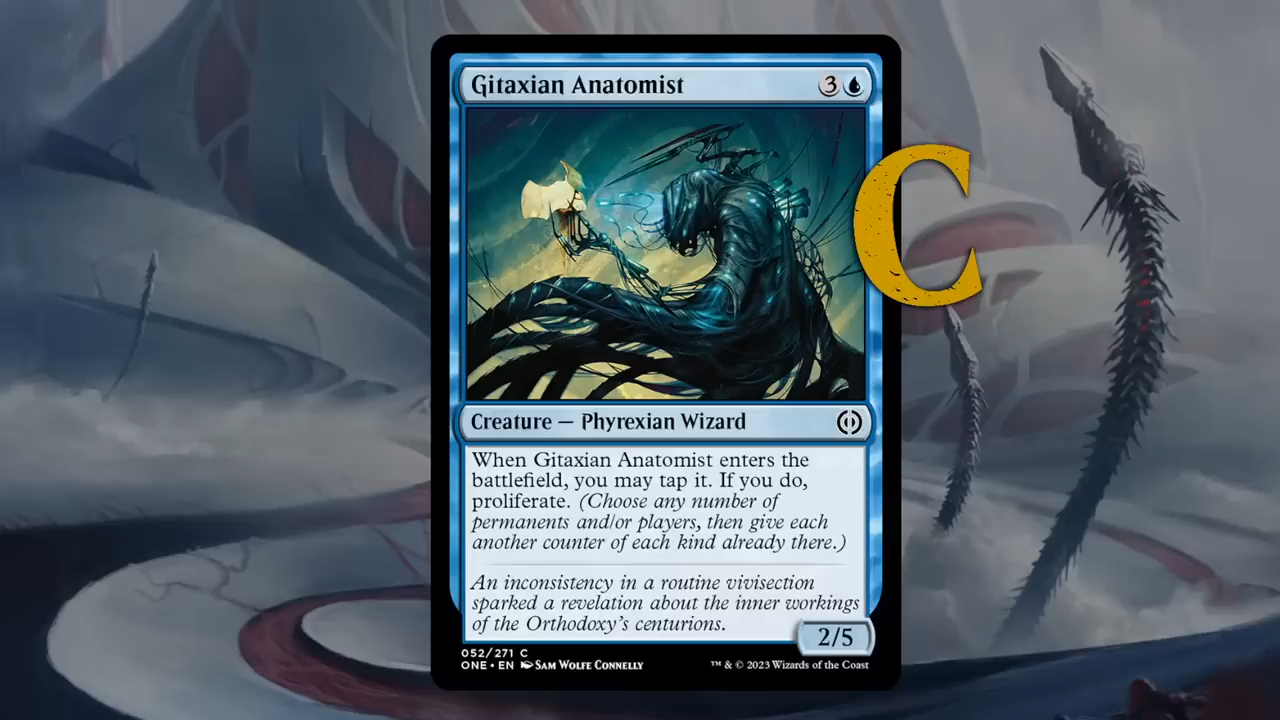 Gitaxian Anatomist 3
C
Creature — Phyrexian Wizard
When Gitaxian Anatomist enters the
battlefield, you may tap it. If you do,
proliferate. (Choose any number of
permanents and/or players, then give each
another counter of each kind already there.)
An inconsistency in a routine vivisection
sparked a revelation about the inner workings
of the Orthodoxy's centurions.
2/5
052/271 C
ONE • EN SAM WOLFE CONNELLY
™ & © 2023 Wizards of the Coast